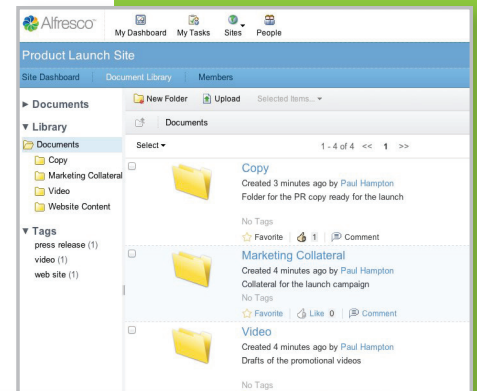 Alfresco
My Dashboard My Tasks Sites People
Product Launch Site
Site Dashboard Document Library Members
Documents
Library
Documents
Copy
Marketing Collateral
Video
Website Content
Tags
press release (1)
video (1)
web site (1)
New Folder Upload Selected Items...
Documents
Select 1 - 4 of 4 << 1 >>
Copy
Created 3 minutes ago by Paul Hampton
Folder for the PR copy ready for the launch
No Tags
Favorite 1 Comment
Marketing Collateral
Created 4 minutes ago by Paul Hampton
Collateral for the launch campaign
No Tags
Favorite Like 0 Comment
Video
Created 4 minutes ago by Paul Hampton
Drafts of the promotional videos
No Tags